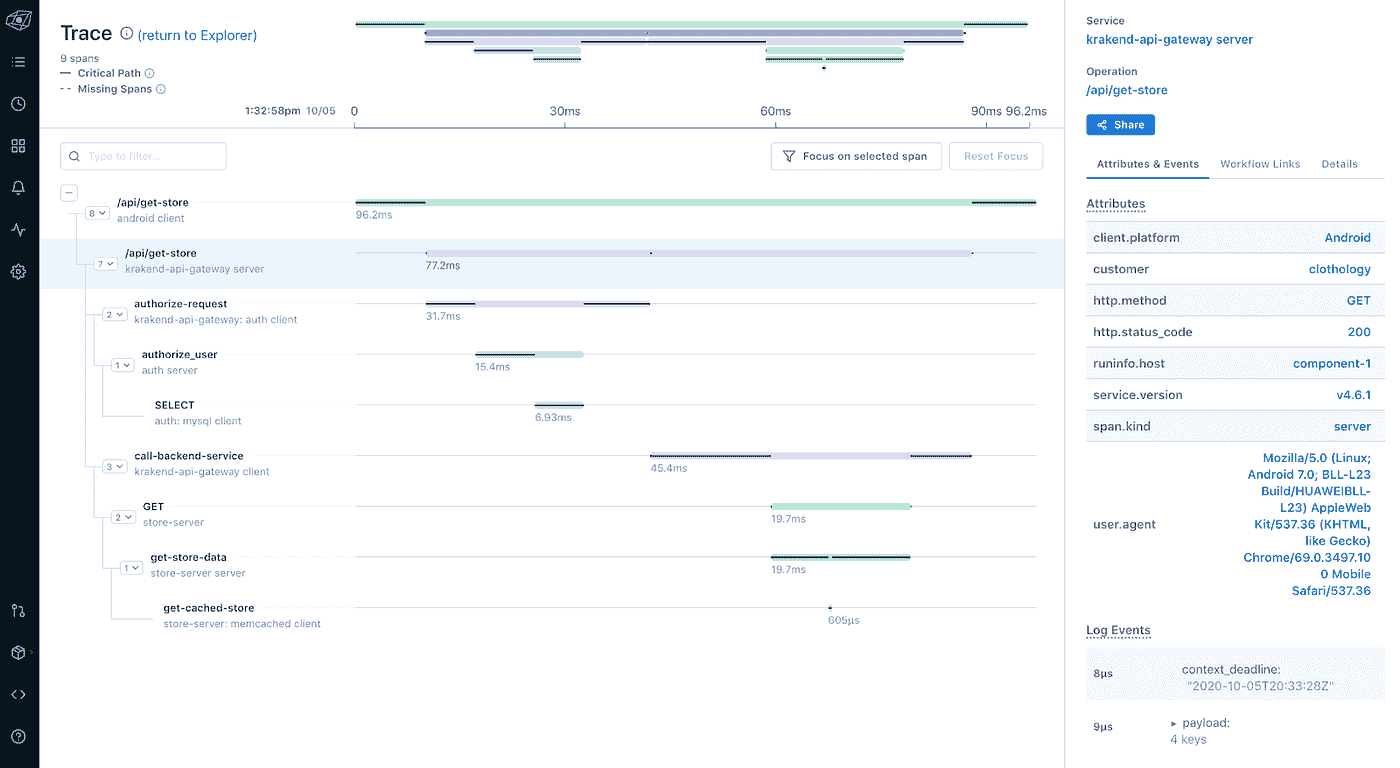 Trace (return to Explorer)
9 spans
Critical Path
Missing Spans
1:32:58pm 10/05 0 30ms 60ms 90ms 96.2ms
Type to filter...
Focus on selected span Reset Focus
/api/get-store
8 android client 96.2ms
/api/get-store
7 krakend-api-gateway server 77.2ms
authorize-request
2 krakend-api-gateway: auth client 31.7ms
authorize_user
1 auth server 15.4ms
SELECT
auth: mysql client 6.93ms
call-backend-service
3 krakend-api-gateway client 45.4ms
GET
2 store-server 19.7ms
get-store-data
1 store-server server 19.7ms
get-cached-store
store-server: memcached client 605µs
Service
krakend-api-gateway server
Operation
/api/get-store
Share
Attributes & Events Workflow Links Details
Attributes
client.platform Android
customer clothology
http.method GET
http.status_code 200
runinfo.host component-1
service.version v4.6.1
span.kind server
user.agent
Mozilla/5.0 (Linux;
Android 7.0; BLL-L23
Build/HUAWEIBLL-
L23) AppleWeb
Kit/537.36 (KHTML,
like Gecko)
Chrome/69.0.3497.10
0 Mobile
Safari/537.36
Log Events
8µs context_deadline:
"2020-10-05T20:33:28Z"
9µs payload:
4 keys